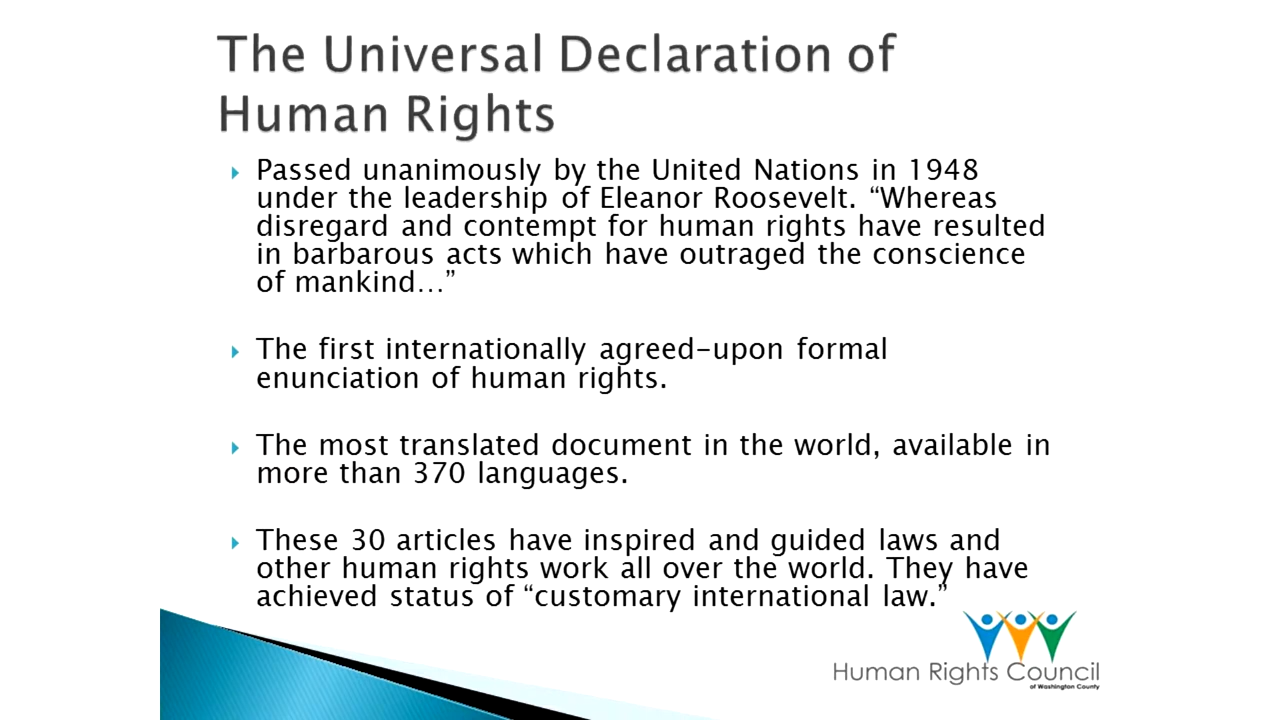 The Universal Declaration of
Human Rights
Passed unanimously by the United Nations in 1948
under the leadership of Eleanor Roosevelt. “Whereas
disregard and contempt for human rights have resulted
in barbarous acts which have outraged the conscience
of mankind…”
The first internationally agreed-upon formal
enunciation of human rights.
The most translated document in the world, available in
more than 370 languages.
These 30 articles have inspired and guided laws and
other human rights work all over the world. They have
achieved status of “customary international law.”
Human Rights Council
of Washington County